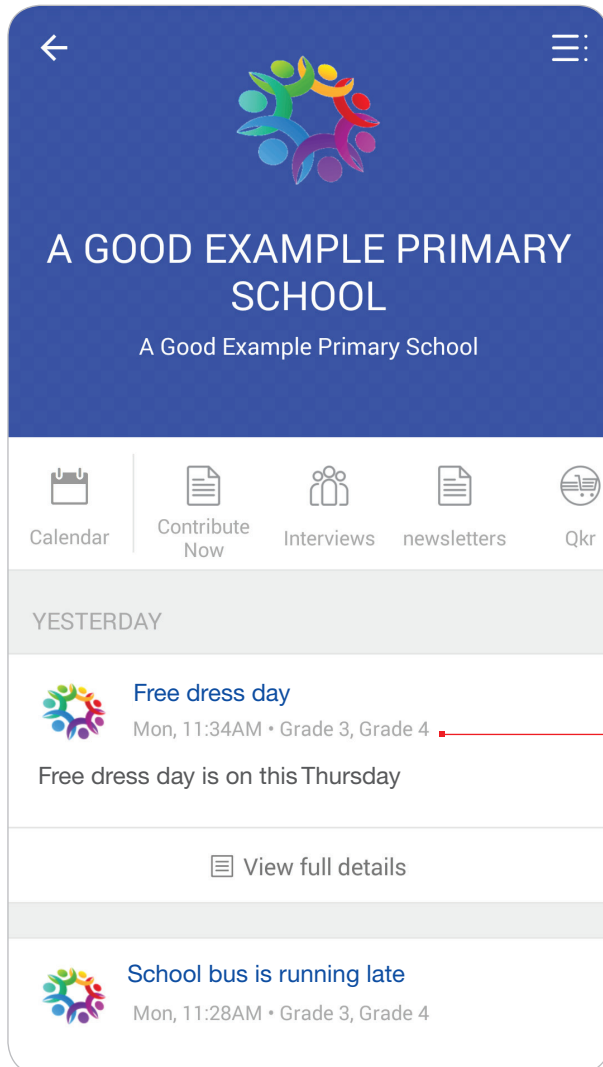 A GOOD EXAMPLE PRIMARY
SCHOOL
A Good Example Primary School
Calendar
Contribute
Now
Interviews
newsletters
Qkr
YESTERDAY
Free dress day
Mon, 11:34AM • Grade 3, Grade 4
Free dress day is on this Thursday
View full details
School bus is running late
Mon, 11:28AM • Grade 3, Grade 4